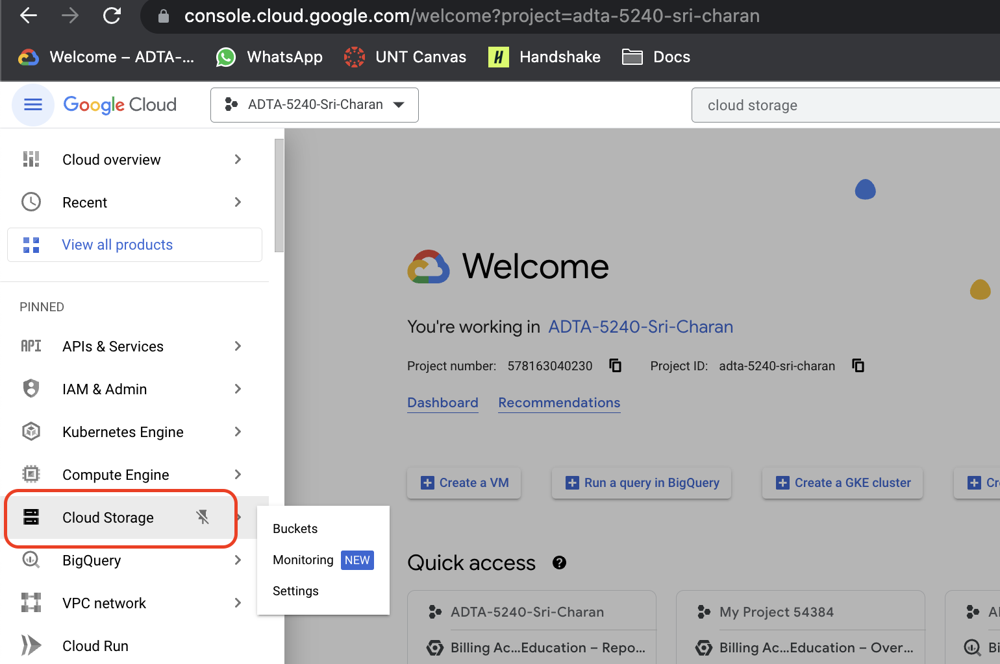 console.cloud.google.com/welcome?project=adta-5240-sri-charan
Welcome – ADTA-... WhatsApp UNT Canvas H Handshake Docs
Google Cloud ADTA-5240-Sri-Charan cloud storage
Cloud overview
Recent
View all products
PINNED
API APIs & Services
IAM & Admin
Kubernetes Engine
Compute Engine
Cloud Storage
BigQuery
VPC network
Cloud Run
Buckets
Monitoring NEW
Settings
Welcome
You're working in ADTA-5240-Sri-Charan
Project number: 578163040230 Project ID: adta-5240-sri-charan
Dashboard Recommendations
Create a VM Run a query in BigQuery Create a GKE cluster Cr
Quick access ?
ADTA-5240-Sri-Charan My Project 54384
Billing Ac...Education – Repo... Billing Ac...Education – Over... Bi